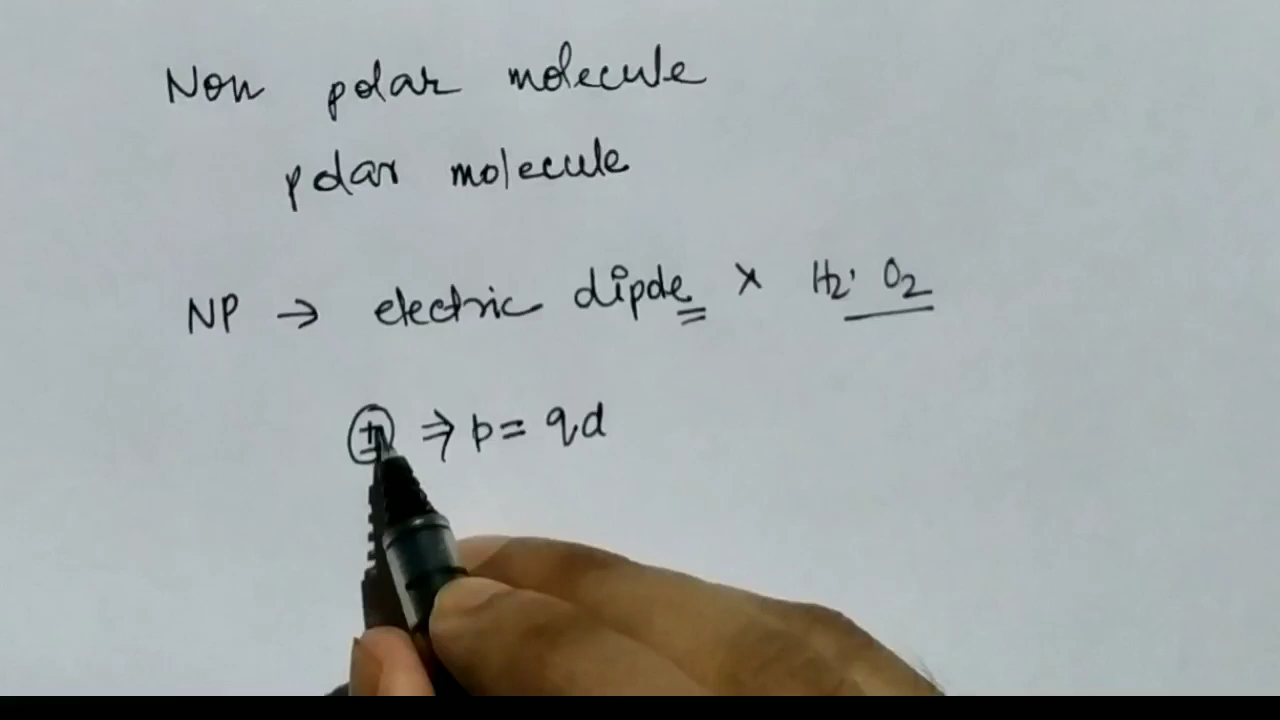 Non polar molecule
polar molecule
NP → electric dipole × H₂, O₂
⇒ p = qd